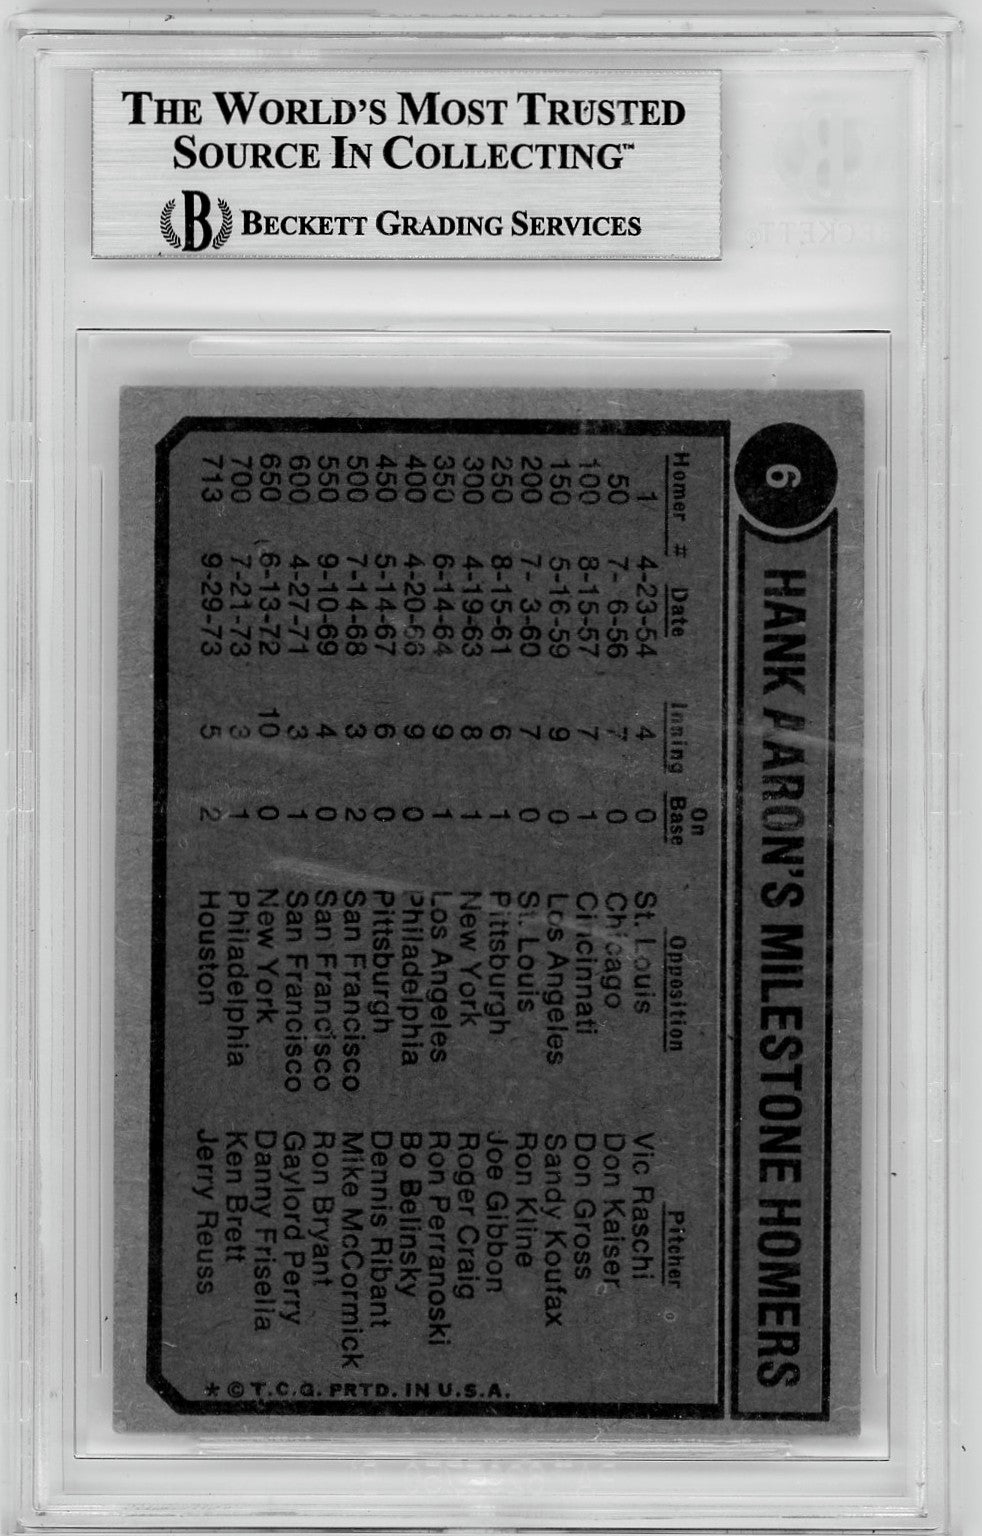 THE WORLD'S MOST TRUSTED
SOURCE IN COLLECTING™
B BECKETT GRADING SERVICES
6 HANK AARON'S MILESTONE HOMERS
Homer # Date Inning On Base Opposition Pitcher
1 4-23-54 4 0 St. Louis Vic Raschi
50 7- 6-56 7 0 Chicago Don Kaiser
100 8-15-57 7 1 Cincinnati Don Gross
150 5-16-59 9 0 Los Angeles Sandy Koufax
200 7- 3-60 7 0 St. Louis Ron Kline
250 8-15-61 6 1 Pittsburgh Joe Gibbon
300 4-19-63 8 1 New York Roger Craig
350 6-14-64 9 1 Los Angeles Ron Perranoski
400 4-20-66 9 0 Philadelphia Bo Belinsky
450 5-14-67 6 0 Pittsburgh Dennis Ribant
500 7-14-68 3 2 San Francisco Mike McCormick
550 9-10-69 4 0 San Francisco Ron Bryant
600 4-27-71 3 1 San Francisco Gaylord Perry
650 6-13-72 10 0 New York Danny Frisella
700 7-21-73 3 1 Philadelphia Ken Brett
713 9-29-73 5 2 Houston Jerry Reuss
* © T.C.G. PRTD. IN U.S.A.